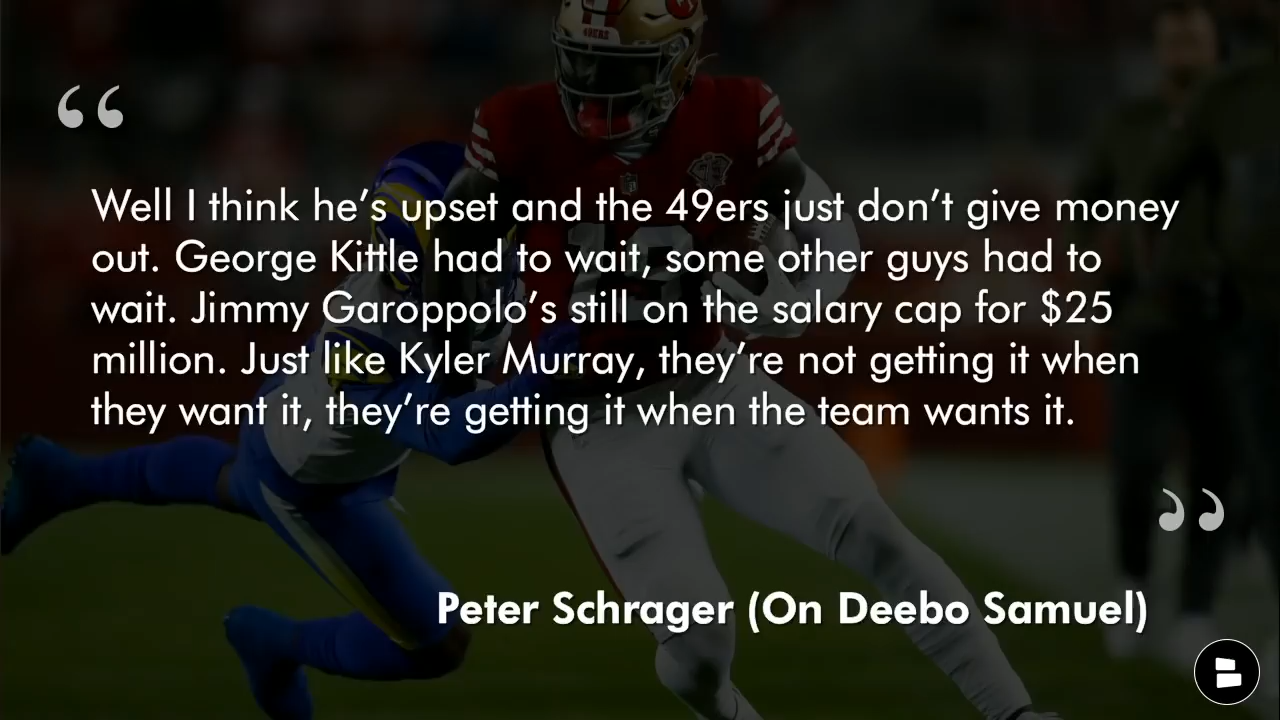 49ERS
“
Well I think he’s upset and the 49ers just don’t give money
out. George Kittle had to wait, some other guys had to
wait. Jimmy Garoppolo’s still on the salary cap for $25
million. Just like Kyler Murray, they’re not getting it when
they want it, they’re getting it when the team wants it.
”
Peter Schrager (On Deebo Samuel)